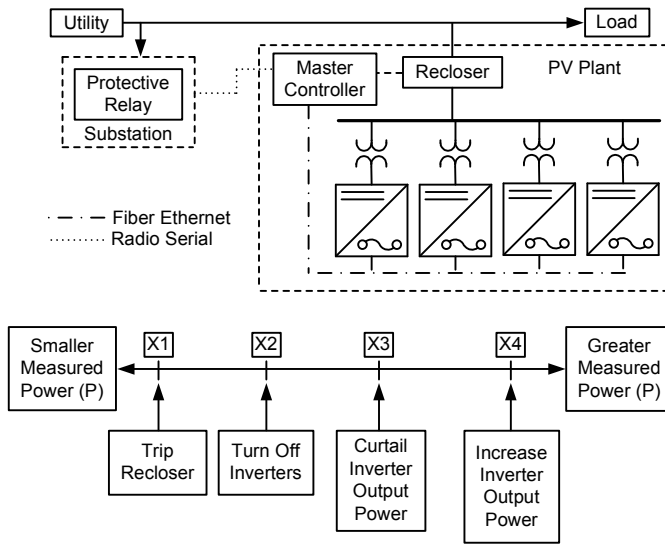 Utility
Load
Protective
Relay
Substation
Master
Controller
Recloser
PV Plant
Fiber Ethernet
Radio Serial
Smaller
Measured
Power (P)
X1
X2
X3
X4
Greater
Measured
Power (P)
Trip
Recloser
Turn Off
Inverters
Curtail
Inverter
Output
Power
Increase
Inverter
Output
Power